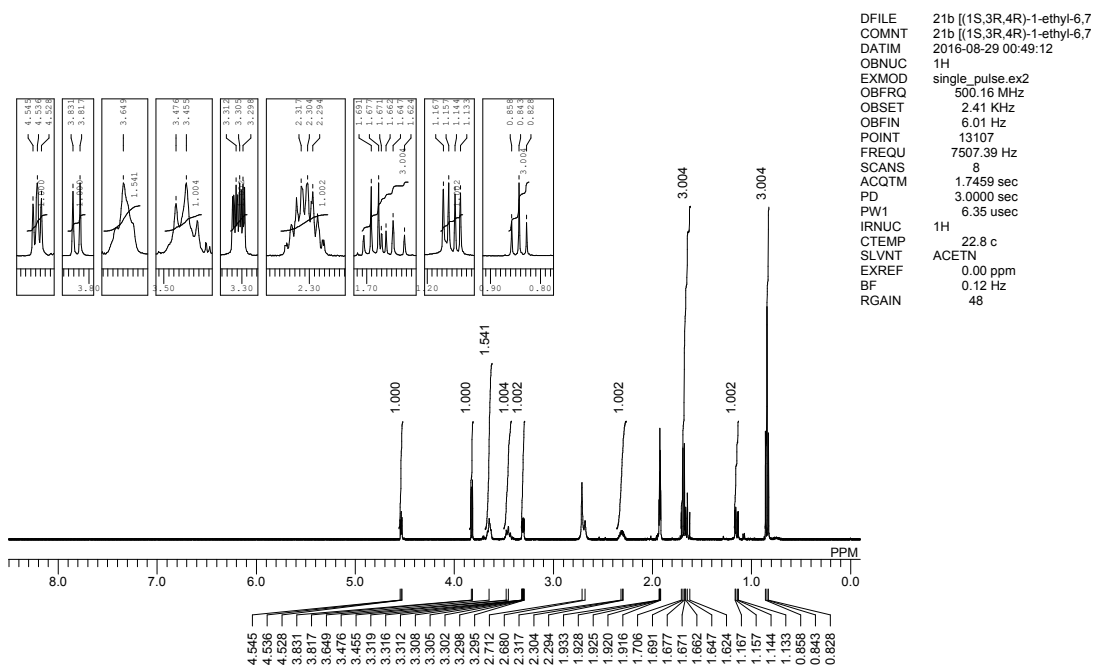 DFILE 21b [(1S,3R,4R)-1-ethyl-6,7
COMNT 21b [(1S,3R,4R)-1-ethyl-6,7
DATIM 2016-08-29 00:49:12
OBNUC 1H
EXMOD single_pulse.ex2
OBFRQ 500.16 MHz
OBSET 2.41 KHz
OBFIN 6.01 Hz
POINT 13107
FREQU 7507.39 Hz
SCANS 8
ACQTM 1.7459 sec
PD 3.0000 sec
PW1 6.35 usec
IRNUC 1H
CTEMP 22.8 c
SLVNT ACETN
EXREF 0.00 ppm
BF 0.12 Hz
RGAIN 48
4.545 4.536 4.528 3.831 3.817 3.649 3.476 3.455 3.312 3.305 3.298 2.317 2.304 2.294 1.691 1.677 1.671 1.662 1.647 1.624 1.167 1.157 1.144 1.133 0.858 0.843 0.828
1.000 1.000 1.541 1.004 1.002 3.004 1.002 3.004
3.80 3.50 3.30 2.30 1.70 1.20 0.90 0.80
1.000 1.000 1.541 1.004 1.002 1.002 3.004 1.002 3.004
PPM
8.0 7.0 6.0 5.0 4.0 3.0 2.0 1.0 0.0
4.545 4.536 4.528 3.831 3.817 3.649 3.476 3.455 3.319 3.316 3.312 3.308 3.305 3.302 3.298 3.295 2.712 2.680 2.317 2.304 2.294 1.933 1.928 1.925 1.920 1.916 1.706 1.691 1.677 1.671 1.662 1.647 1.624 1.167 1.157 1.144 1.133 0.858 0.843 0.828